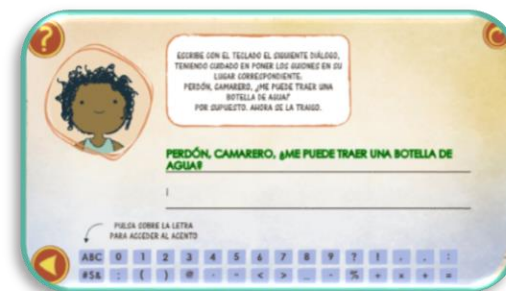 ?
ESCRIBE CON EL TECLADO EL SIGUIENTE DIÁLOGO,
TENIENDO CUIDADO EN PONER LOS GUIONES EN SU
LUGAR CORRESPONDIENTE.
PERDÓN, CAMARERO, ¿ME PUEDE TRAER UNA
BOTELLA DE AGUA?
POR SUPUESTO. AHORA SE LA TRAIGO.
PERDÓN, CAMARERO, ¿ME PUEDE TRAER UNA BOTELLA DE
AGUA?
PULSA SOBRE LA LETRA
PARA ACCEDER AL ACENTO
ABC 0 1 2 3 4 5 6 7 8 9 ? ! , . :
#$& ; ( ) @ < > _ - % + × + =